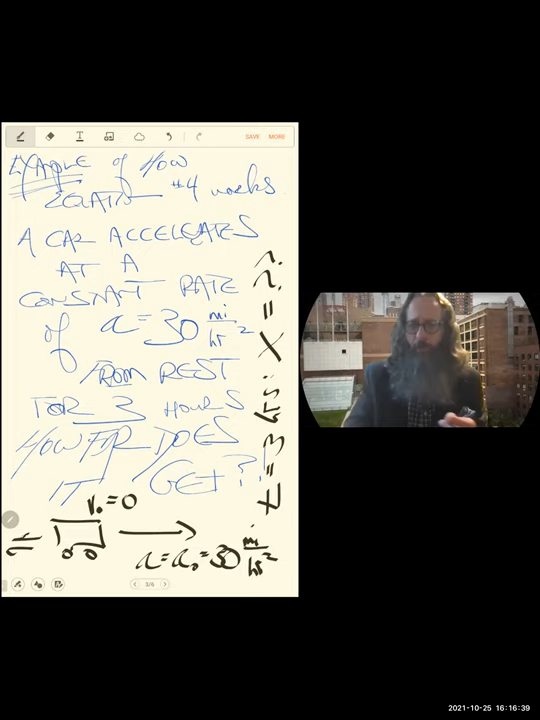 SAVE MORE
EXAMPLE of HOW
#4 works
A CAR ACCELERATES
AT A
CONSTANT RATE
of a = 30 mi/hr²
FROM REST
FOR 3 HOURS
HOW FAR DOES
IT GET?
t = 3 hrs: X = ??
V₀ = 0
a = a₀ = 30 mi/hr²
3/6
2021-10-25 16:16:39